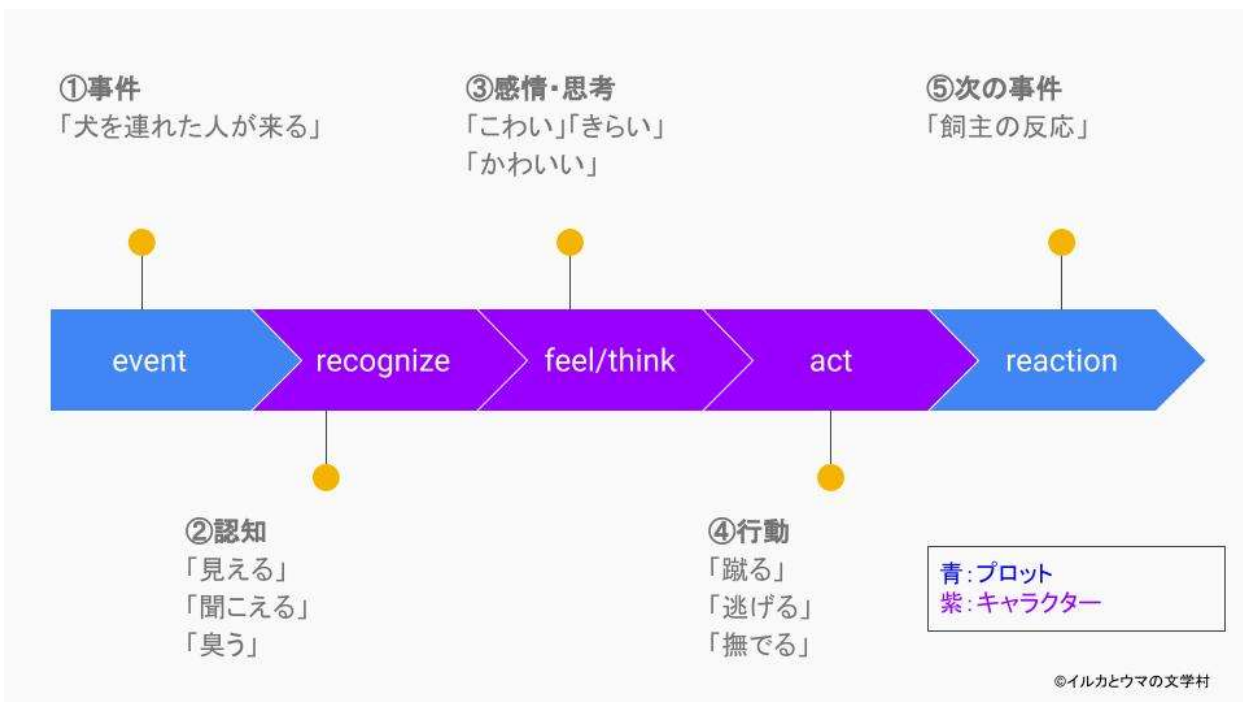 ①事件
「犬を連れた人が来る」
③感情・思考
「こわい」「きらい」
「かわいい」
⑤次の事件
「飼主の反応」
event
recognize
feel/think
act
reaction
②認知
「見える」
「聞こえる」
「臭う」
④行動
「蹴る」
「逃げる」
「撫でる」
青：プロット
紫：キャラクター
©イルカとウマの文学村